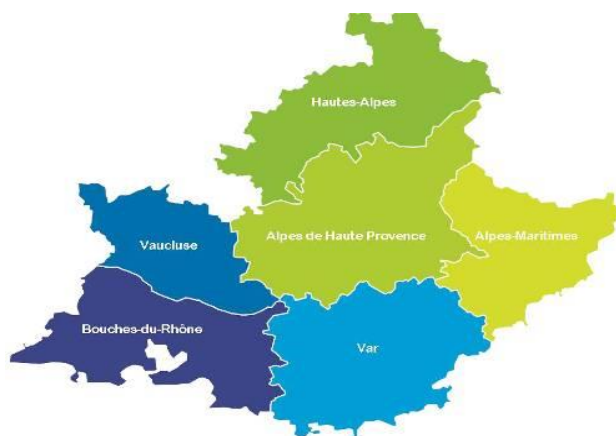 Hautes-Alpes
Alpes de Haute Provence
Alpes-Maritimes
Vaucluse
Bouches-du-Rhône
Var